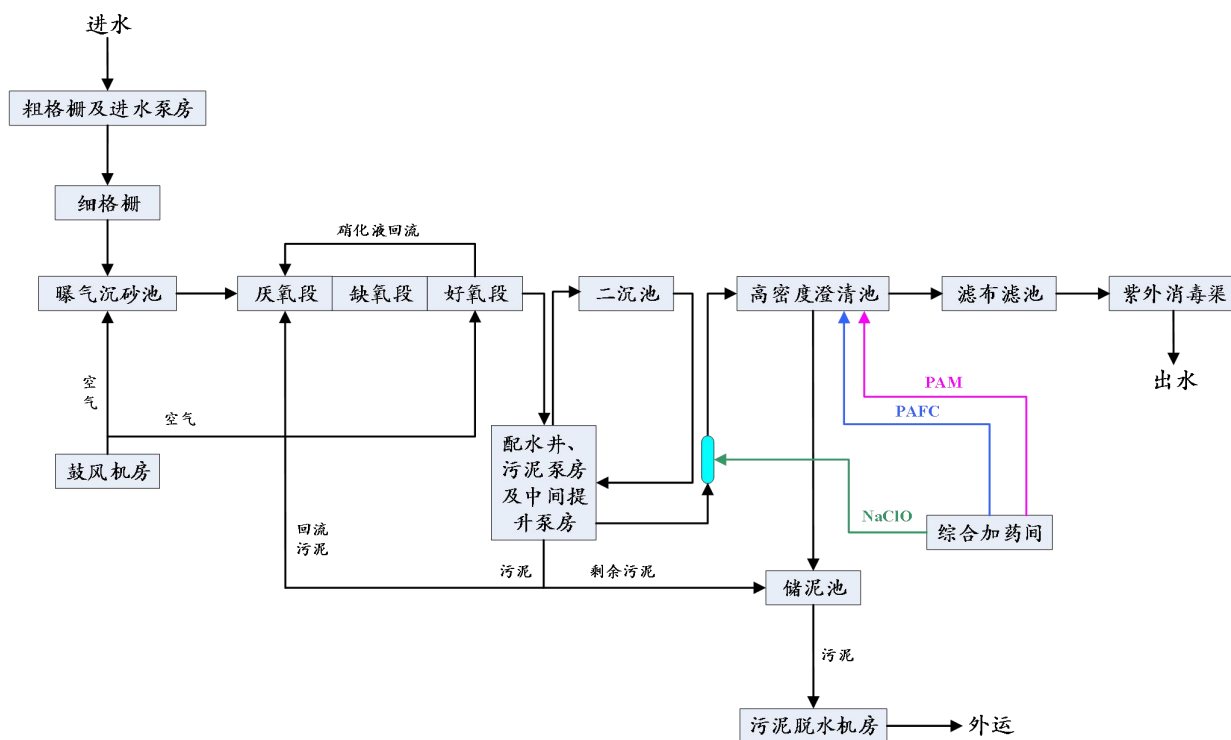 进水
粗格栅及进水泵房
细格栅
硝化液回流
曝气沉砂池
厌氧段
缺氧段
好氧段
二沉池
高密度澄清池
滤布滤池
紫外消毒渠
空气
PAM
出水
PAFC
空气
鼓风机房
配水井、
污泥泵房
及中间提
升泵房
NaClO
综合加药间
回流
污泥
污泥
剩余污泥
储泥池
污泥
污泥脱水机房
外运